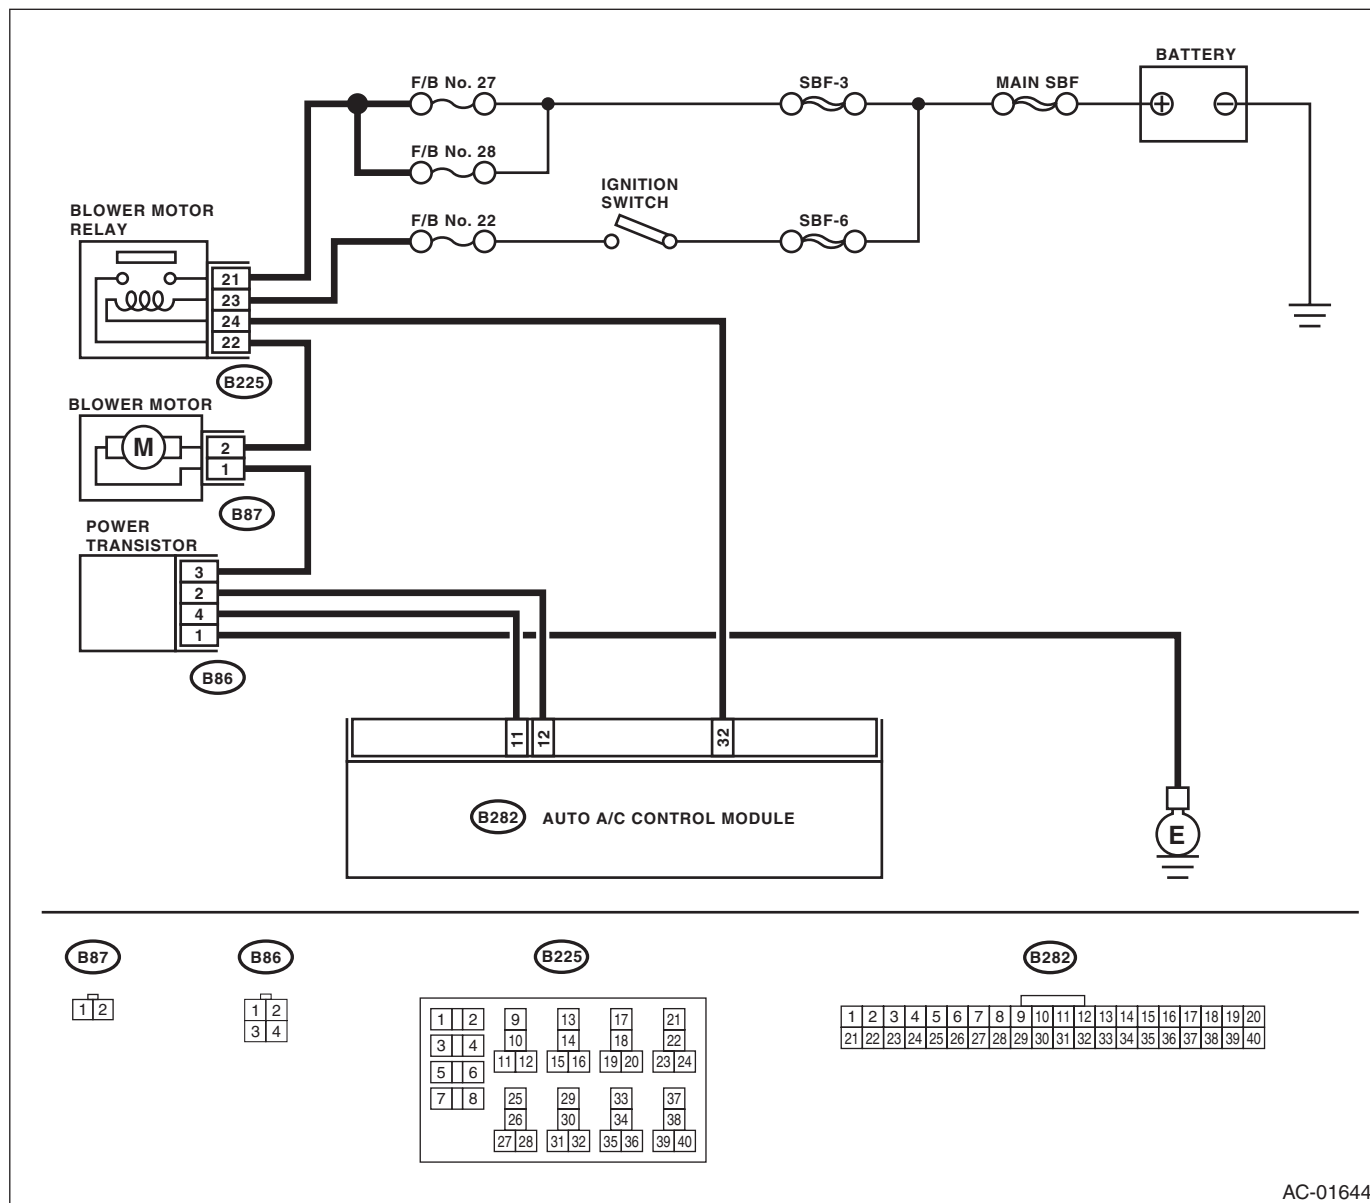 BATTERY
F/B No. 27
SBF-3
MAIN SBF
F/B No. 28
IGNITION
SWITCH
F/B No. 22
SBF-6
BLOWER MOTOR
RELAY
21
23
24
22
B225
BLOWER MOTOR
M
2
1
B87
POWER
TRANSISTOR
3
2
4
1
B86
11
12
32
B282 AUTO A/C CONTROL MODULE
E
B87
1 2
B86
1 2
3 4
B225
1 2 9 13 17 21
3 4 10 14 18 22
11 12 15 16 19 20 23 24
5 6
7 8 25 29 33 37
26 30 34 38
27 28 31 32 35 36 39 40
B282
1 2 3 4 5 6 7 8 9 10 11 12 13 14 15 16 17 18 19 20
21 22 23 24 25 26 27 28 29 30 31 32 33 34 35 36 37 38 39 40
AC-01644